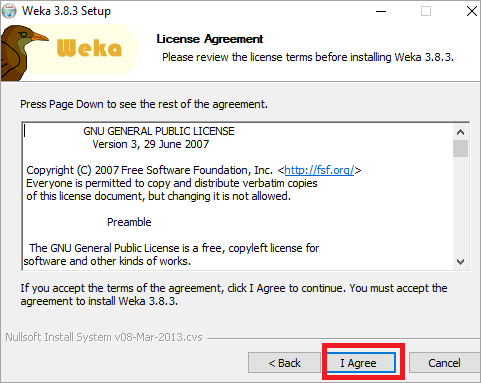 Weka 3.8.3 Setup
Weka
License Agreement
Please review the license terms before installing Weka 3.8.3.
Press Page Down to see the rest of the agreement.
GNU GENERAL PUBLIC LICENSE
Version 3, 29 June 2007
Copyright (C) 2007 Free Software Foundation, Inc. <http://fsf.org/>
Everyone is permitted to copy and distribute verbatim copies
of this license document, but changing it is not allowed.
Preamble
The GNU General Public License is a free, copyleft license for
software and other kinds of works.
If you accept the terms of the agreement, click I Agree to continue. You must accept the
agreement to install Weka 3.8.3.
Nullsoft Install System v08-Mar-2013.cvs
< Back
I Agree
Cancel